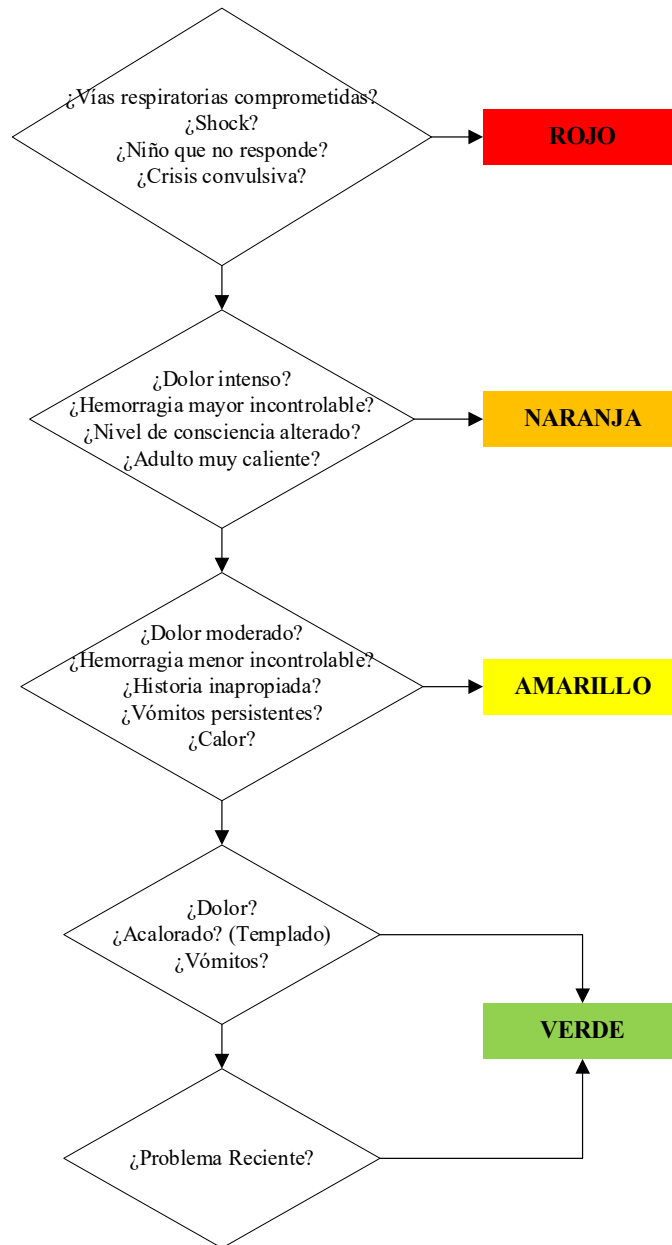 ¿Vías respiratorias comprometidas?
¿Shock?
¿Niño que no responde?
¿Crisis convulsiva?
ROJO
¿Dolor intenso?
¿Hemorragia mayor incontrolable?
¿Nivel de consciencia alterado?
¿Adulto muy caliente?
NARANJA
¿Dolor moderado?
¿Hemorragia menor incontrolable?
¿Historia inapropiada?
¿Vómitos persistentes?
¿Calor?
AMARILLO
¿Dolor?
¿Acalorado? (Templado)
¿Vómitos?
VERDE
¿Problema Reciente?